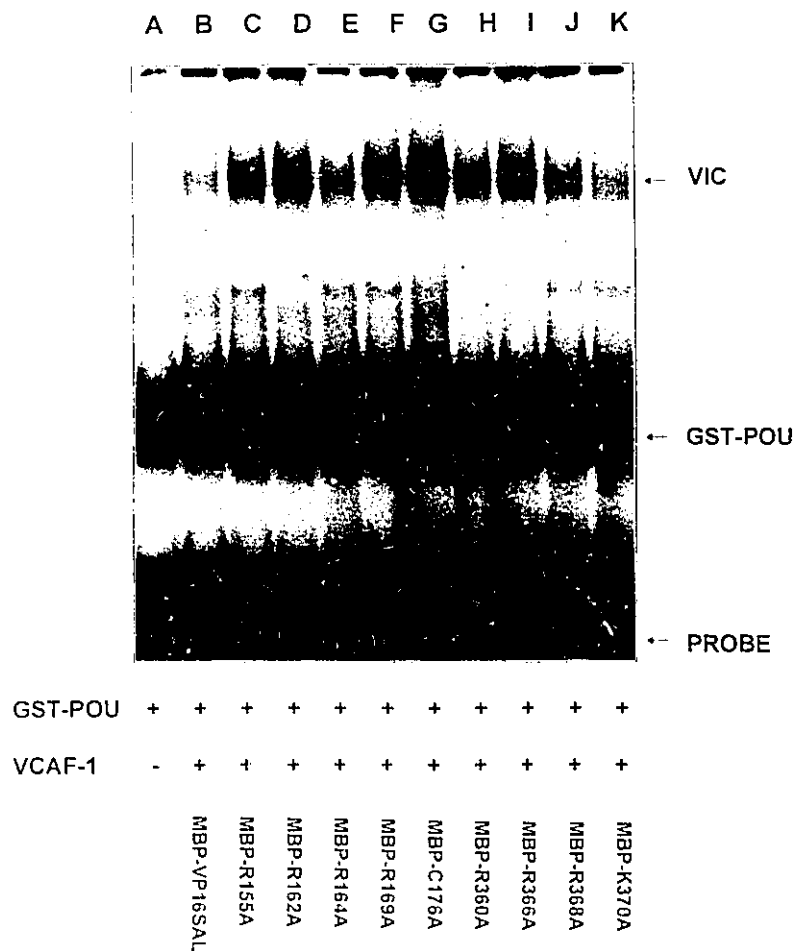 A B C D E F G H I J K
VIC
GST-POU
PROBE
GST-POU + + + + + + + + + + +
VCAF-1 - + + + + + + + + + +
MBP-VP16SAL
MBP-R155A
MBP-R162A
MBP-R164A
MBP-R169A
MBP-C176A
MBP-R360A
MBP-R366A
MBP-R368A
MBP-K370A